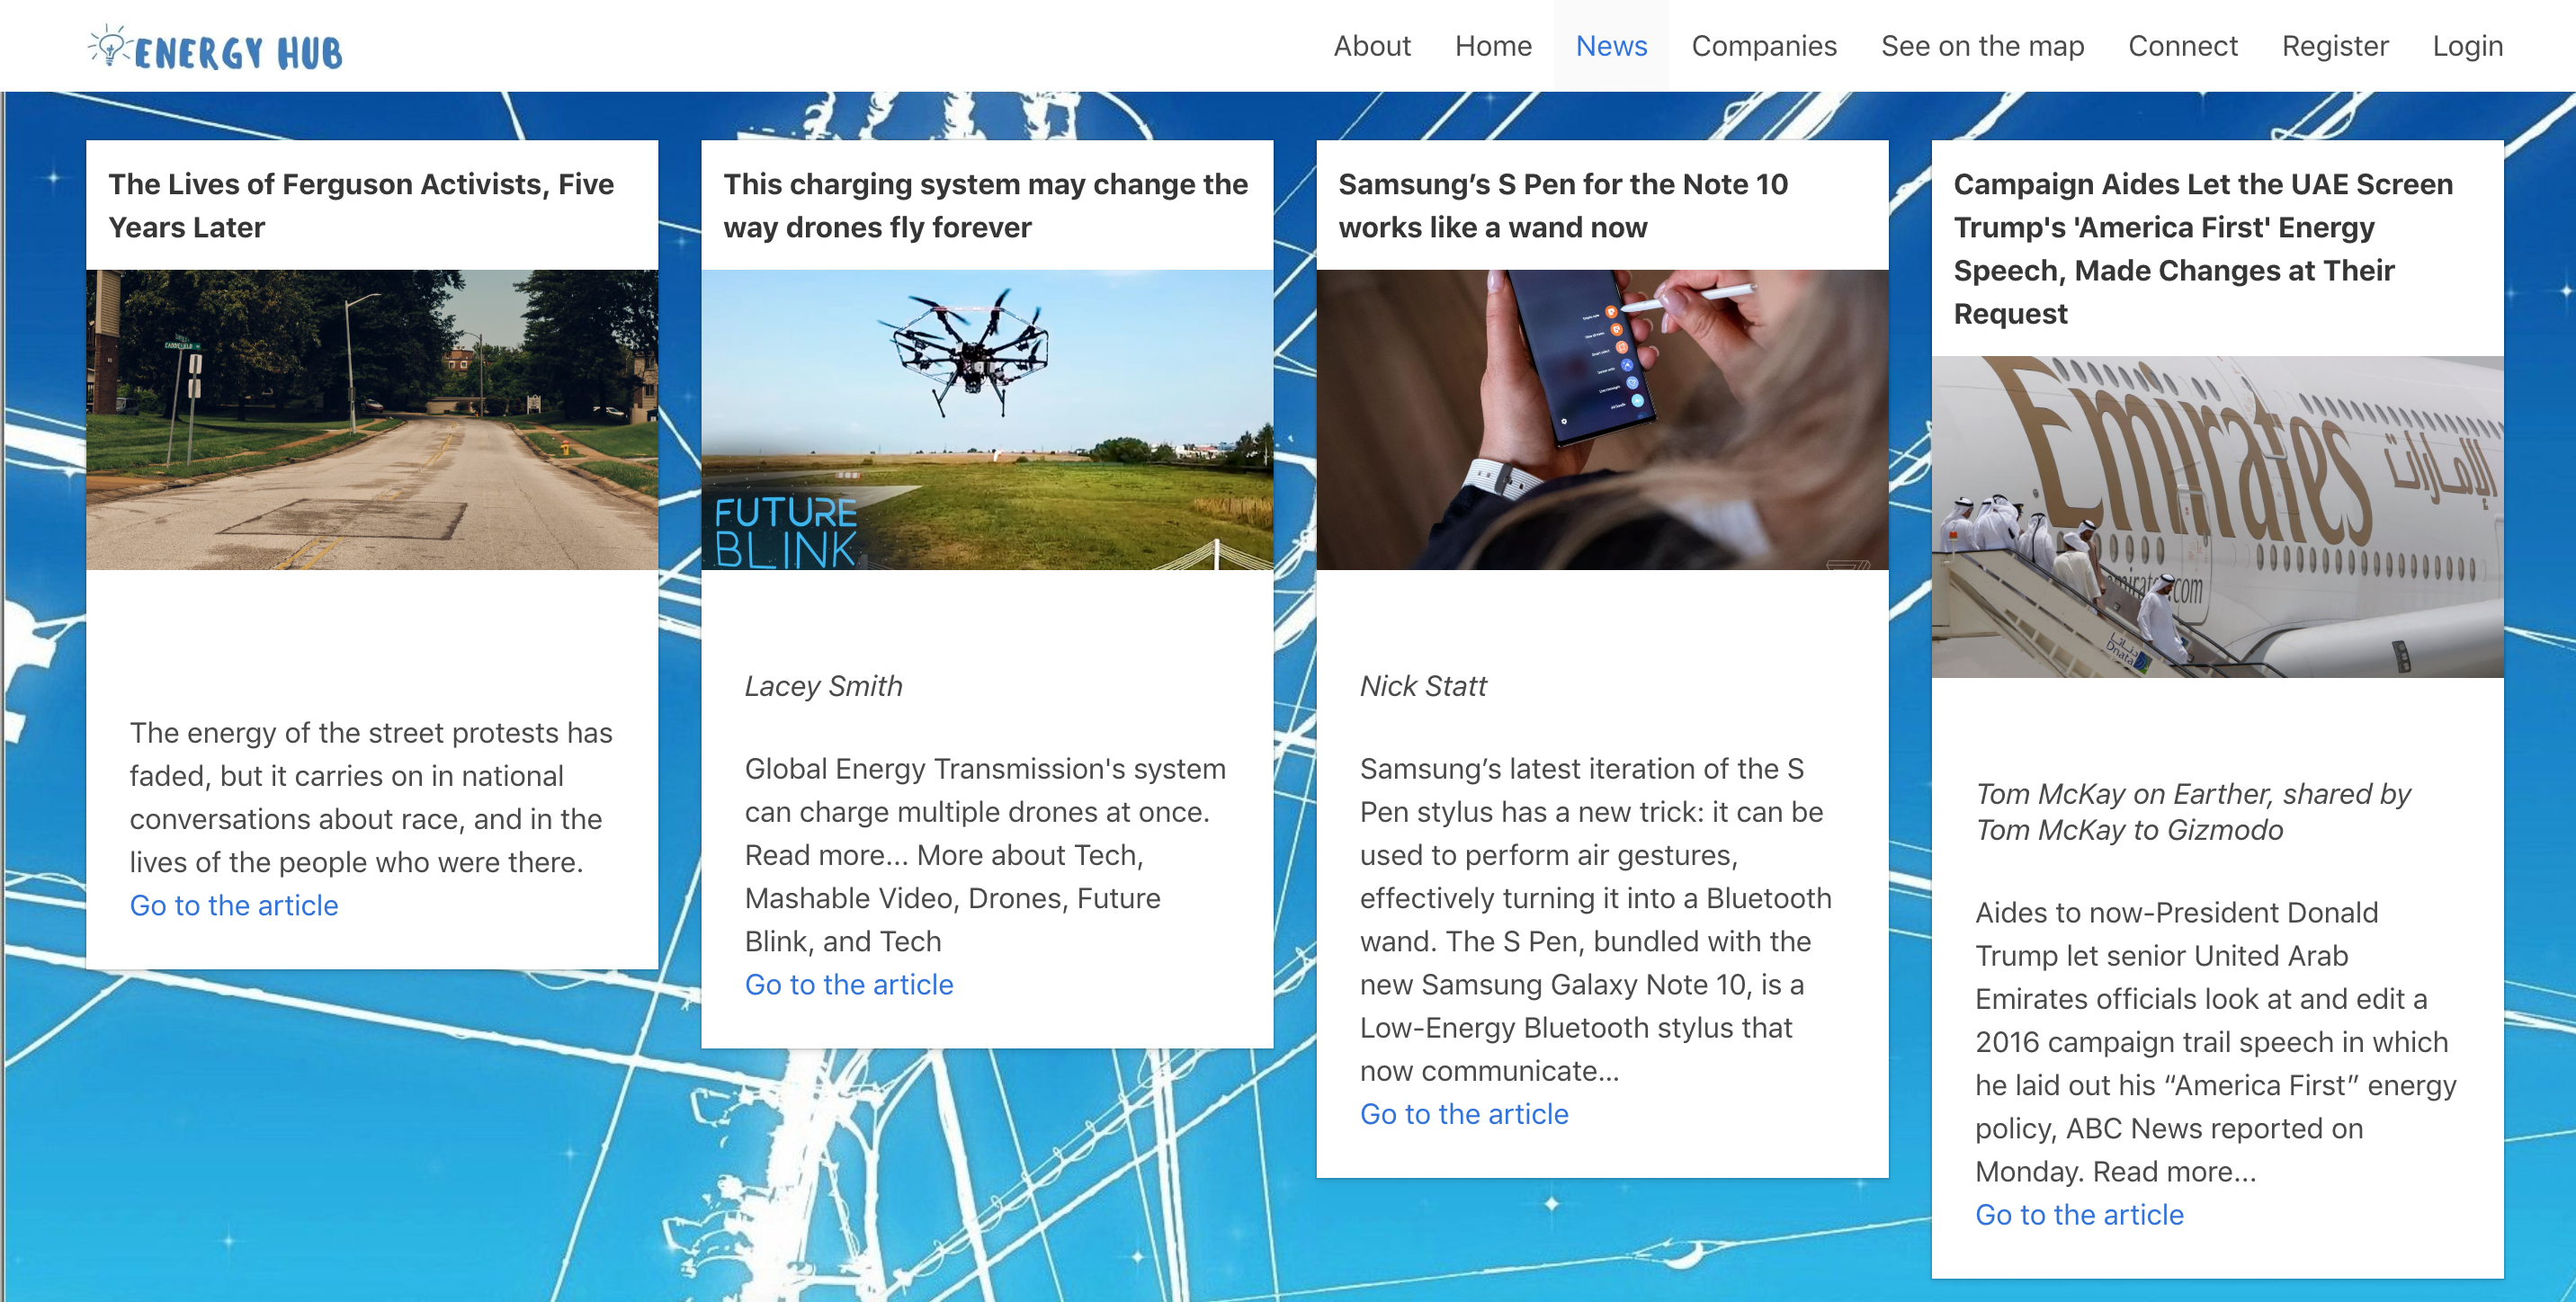 ENERGY HUB
About Home News Companies See on the map Connect Register Login
The Lives of Ferguson Activists, Five
Years Later
The energy of the street protests has
faded, but it carries on in national
conversations about race, and in the
lives of the people who were there.
Go to the article
This charging system may change the
way drones fly forever
FUTURE
BLINK
Lacey Smith
Global Energy Transmission's system
can charge multiple drones at once.
Read more... More about Tech,
Mashable Video, Drones, Future
Blink, and Tech
Go to the article
Samsung’s S Pen for the Note 10
works like a wand now
Nick Statt
Samsung’s latest iteration of the S
Pen stylus has a new trick: it can be
used to perform air gestures,
effectively turning it into a Bluetooth
wand. The S Pen, bundled with the
new Samsung Galaxy Note 10, is a
Low-Energy Bluetooth stylus that
now communicate...
Go to the article
Campaign Aides Let the UAE Screen
Trump's 'America First' Energy
Speech, Made Changes at Their
Request
Emirates
الإمارات
Tom McKay on Earther, shared by
Tom McKay to Gizmodo
Aides to now-President Donald
Trump let senior United Arab
Emirates officials look at and edit a
2016 campaign trail speech in which
he laid out his “America First” energy
policy, ABC News reported on
Monday. Read more...
Go to the article